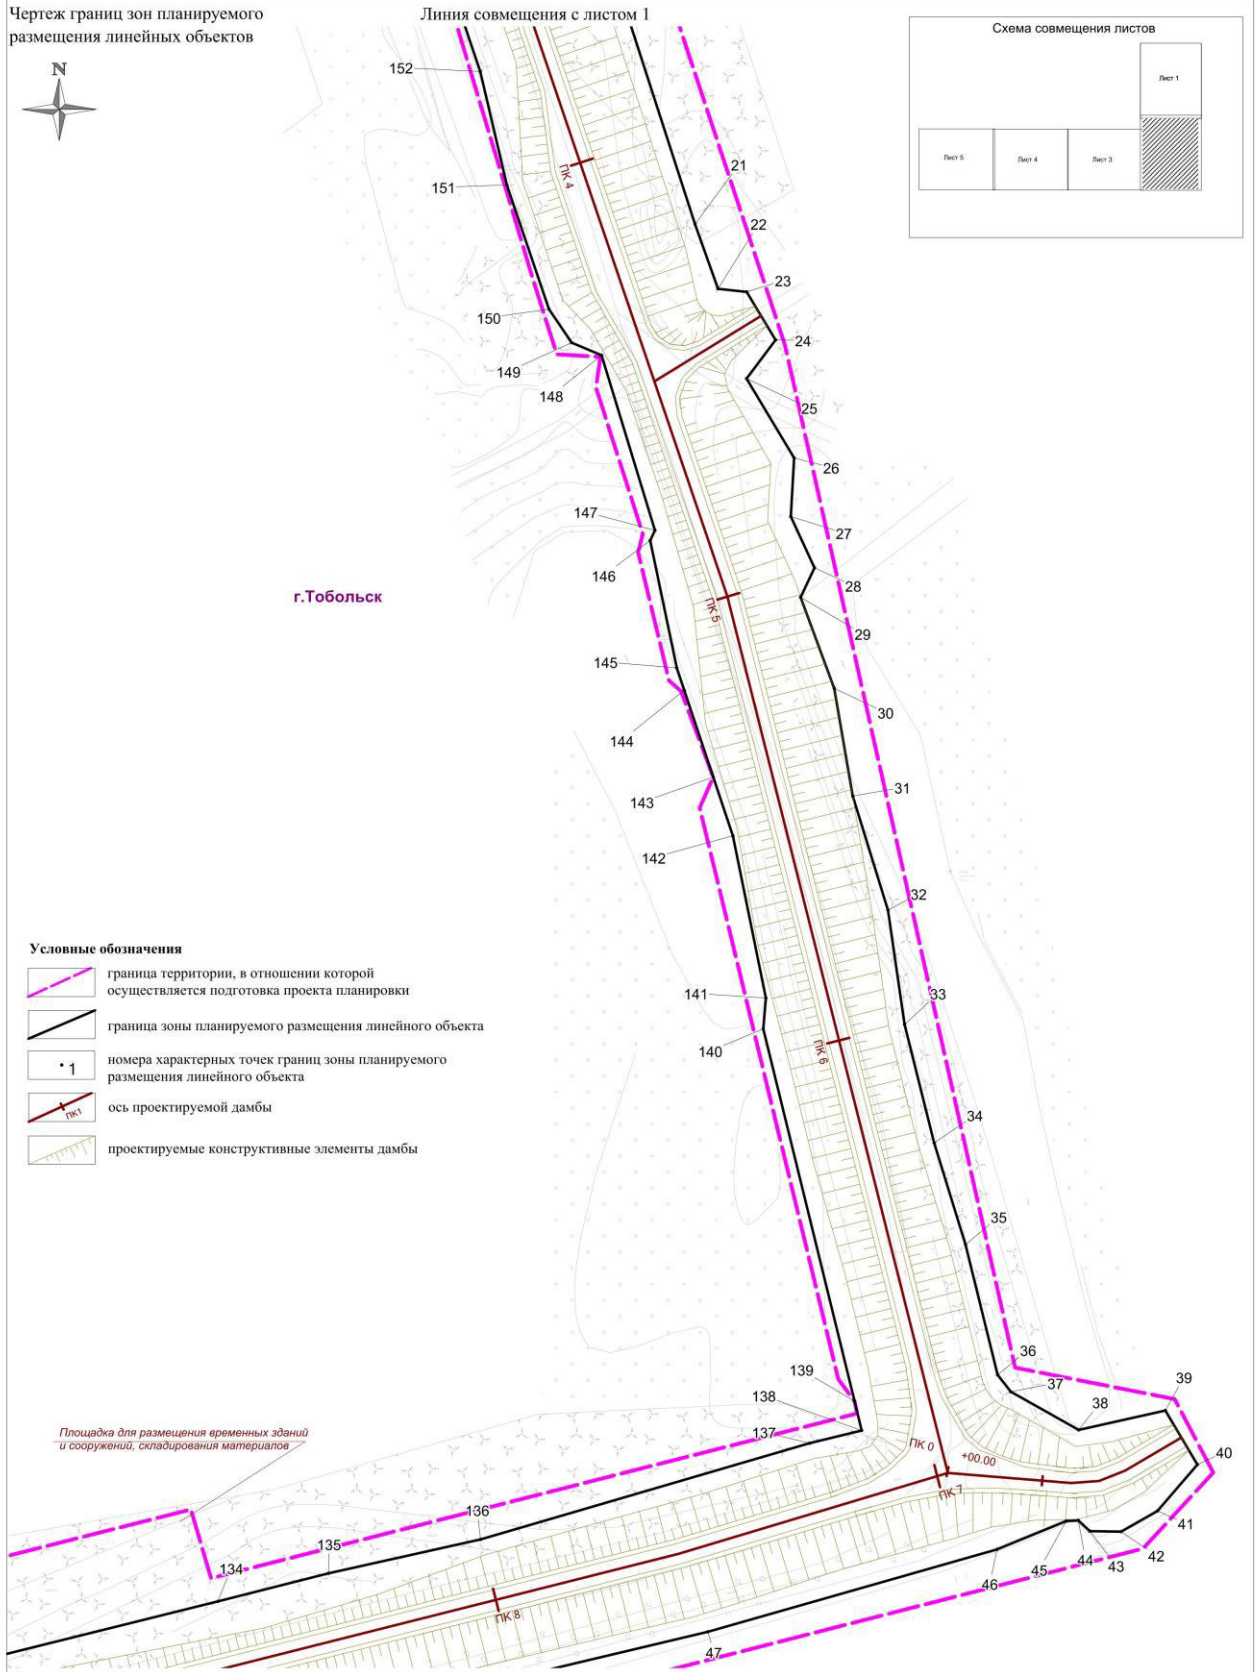 Чертеж границ зон планируемого
размещения линейных объектов
Линия совмещения с листом 1
N
Схема совмещения листов
Лист 1
Лист 5
Лист 4
Лист 3
152
151
150
149
148
147
146
145
144
143
142
141
140
139
138
137
136
135
134
21
22
23
24
25
26
27
28
29
30
31
32
33
34
35
36
37
38
39
40
41
42
43
44
45
46
47
ПК 4
ПК 5
ПК 6
ПК 0
+00.00
ПК 7
ПК 8
г.Тобольск
Условные обозначения
граница территории, в отношении которой
осуществляется подготовка проекта планировки
граница зоны планируемого размещения линейного объекта
1
номера характерных точек границ зоны планируемого
размещения линейного объекта
ПК1
ось проектируемой дамбы
проектируемые конструктивные элементы дамбы
Площадка для размещения временных зданий
и сооружений, складирования материалов